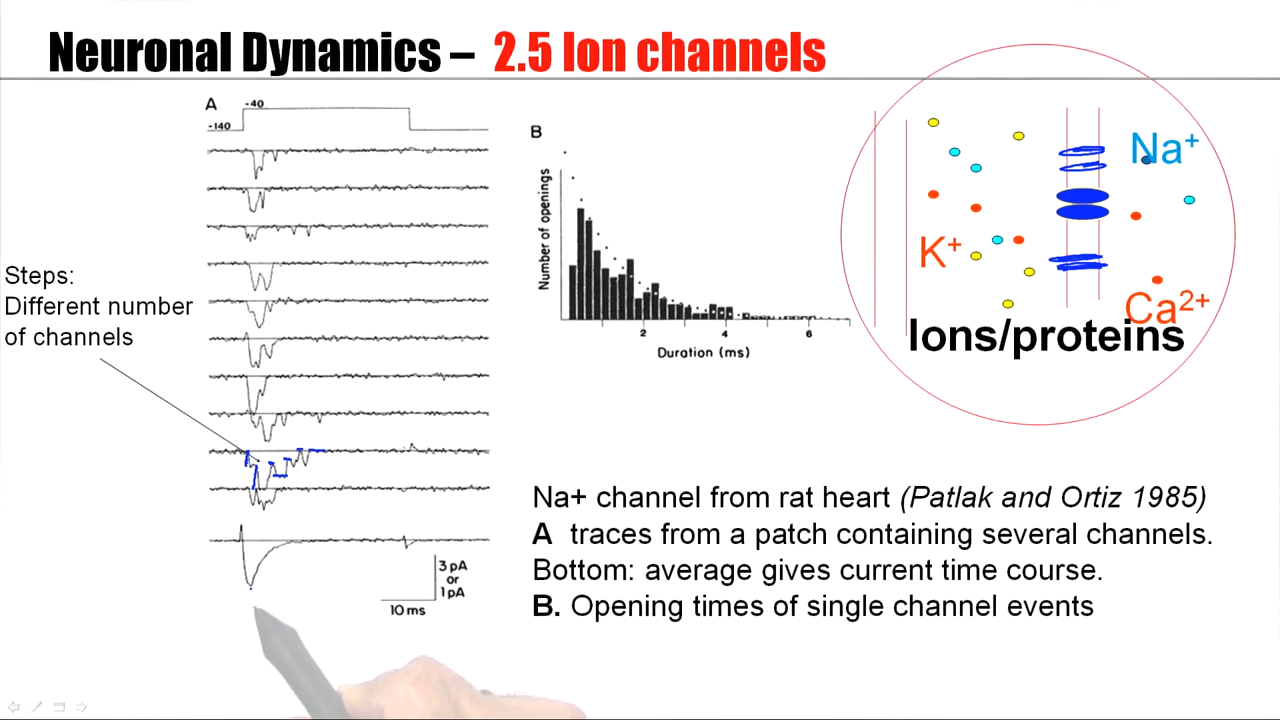 Neuronal Dynamics – 2.5 Ion channels
A
-40
-140
B
Number of openings
2
4
6
Duration (ms)
Steps:
Different number
of channels
3 pA
or
1 pA
10 ms
Na+
K+
Ca2+
Ions/proteins
Na+ channel from rat heart (Patlak and Ortiz 1985)
A traces from a patch containing several channels.
Bottom: average gives current time course.
B. Opening times of single channel events